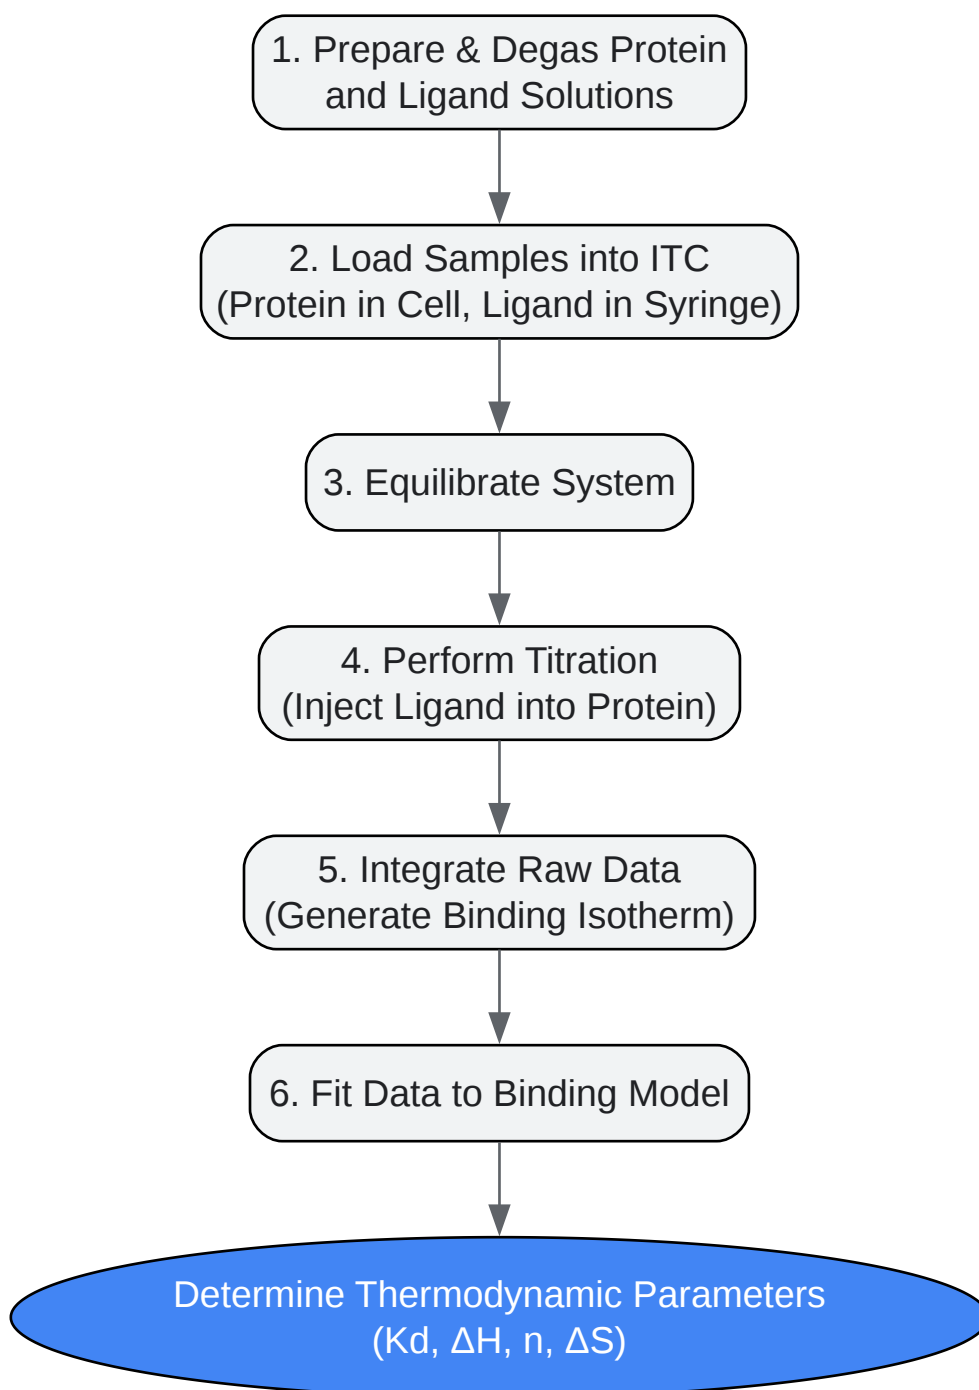 1. Prepare & Degas Protein
and Ligand Solutions
2. Load Samples into ITC
(Protein in Cell, Ligand in Syringe)
3. Equilibrate System
4. Perform Titration
(Inject Ligand into Protein)
5. Integrate Raw Data
(Generate Binding Isotherm)
6. Fit Data to Binding Model
Determine Thermodynamic Parameters
(Kd, ΔH, n, ΔS)